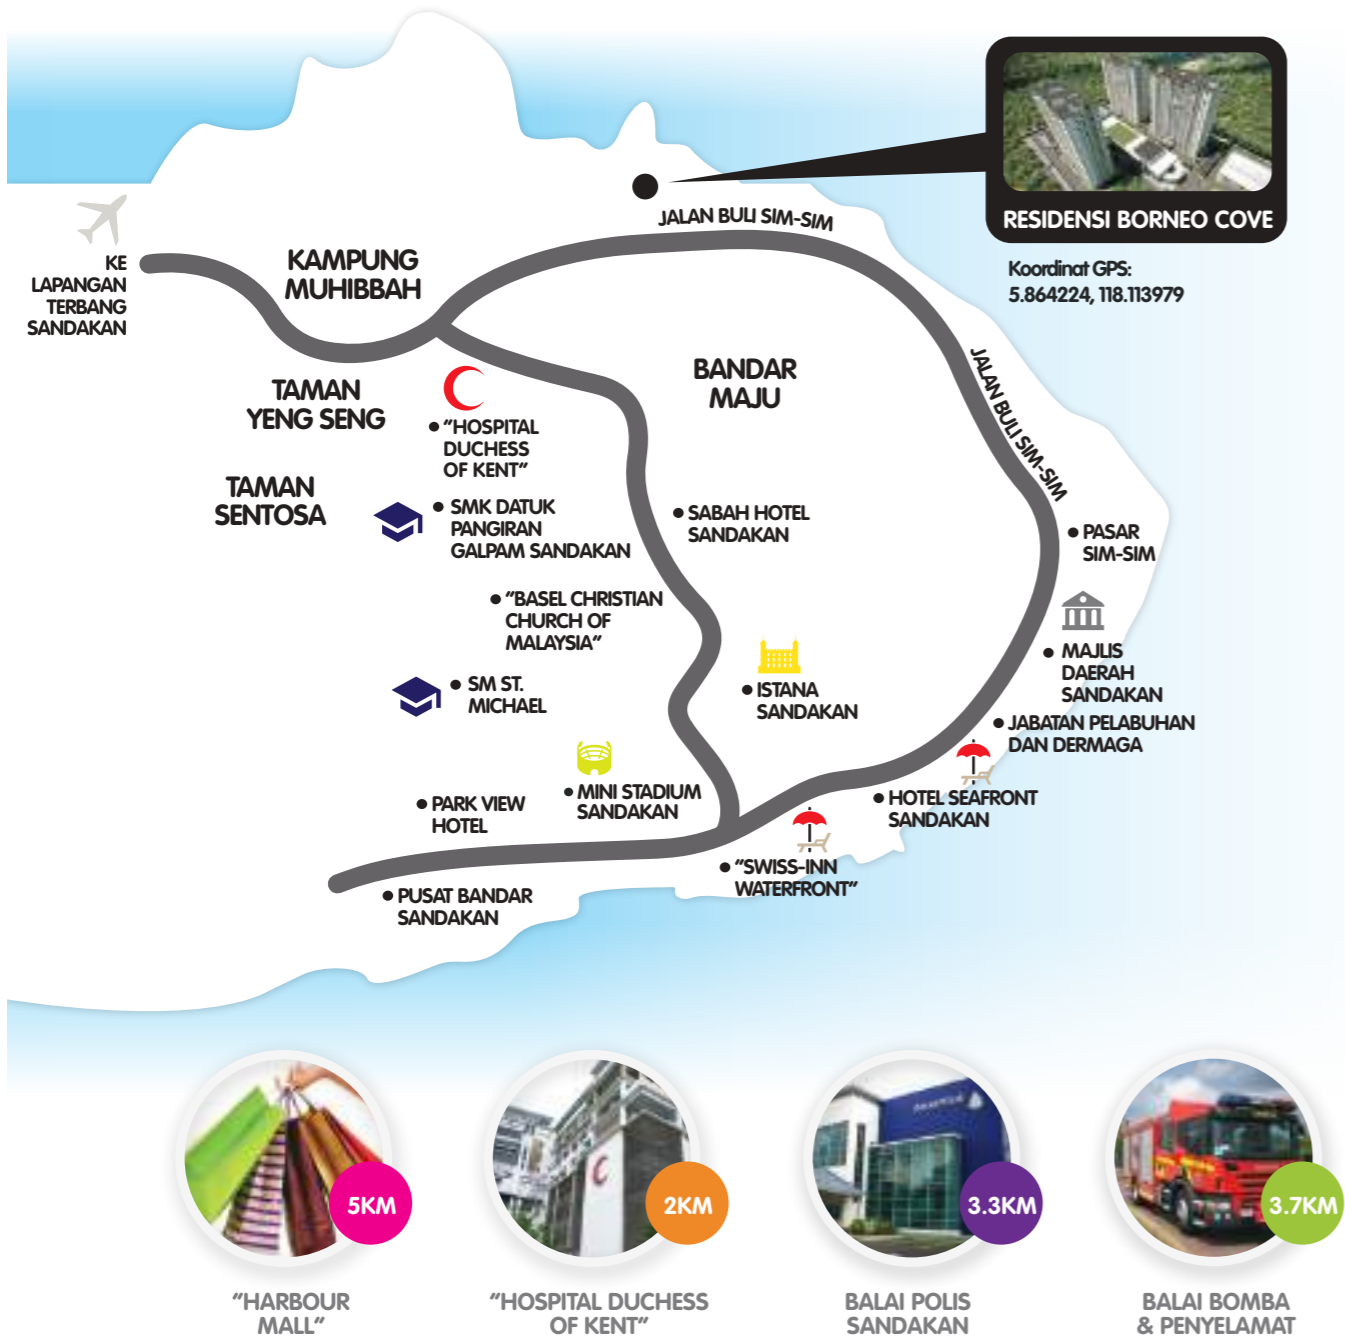 RESIDENSI BORNEO COVE
Koordinat GPS:
5.864224, 118.113979
JALAN BULI SIM-SIM
KE
LAPANGAN
TERBANG
SANDAKAN
KAMPUNG
MUHIBBAH
TAMAN
YENG SENG
BANDAR
MAJU
JALAN BULI SIM-SIM
"HOSPITAL
DUCHESS
OF KENT"
TAMAN
SENTOSA
SMK DATUK
PANGIRAN
GALPAM SANDAKAN
SABAH HOTEL
SANDAKAN
PASAR
SIM-SIM
"BASEL CHRISTIAN
CHURCH OF
MALAYSIA"
MAJLIS
DAERAH
SANDAKAN
SM ST.
MICHAEL
ISTANA
SANDAKAN
JABATAN PELABUHAN
DAN DERMAGA
MINI STADIUM
SANDAKAN
PARK VIEW
HOTEL
HOTEL SEAFRONT
SANDAKAN
"SWISS-INN
WATERFRONT"
PUSAT BANDAR
SANDAKAN
5KM
2KM
3.3KM
3.7KM
"HARBOUR
MALL"
"HOSPITAL DUCHESS
OF KENT"
BALAI POLIS
SANDAKAN
BALAI BOMBA
& PENYELAMAT